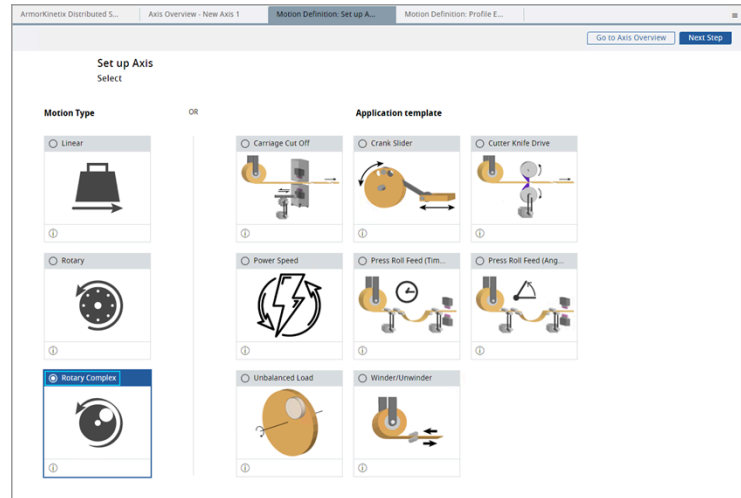 ArmorKinetix Distributed S...
Axis Overview - New Axis 1
Motion Definition: Set up A...
Motion Definition: Profile E...
Go to Axis Overview
Next Step
Set up Axis
Select
Motion Type
OR
Application template
Linear
Carriage Cut Off
Crank Slider
Cutter Knife Drive
Rotary
Power Speed
Press Roll Feed (Tim...
Press Roll Feed (Ang...
Rotary Complex
Unbalanced Load
Winder/Unwinder